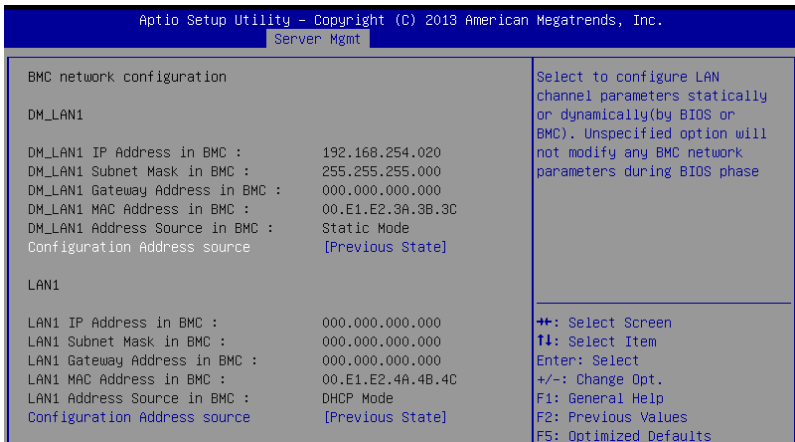 Aptio Setup Utility – Copyright (C) 2013 American Megatrends, Inc.
Server Mgmt
BMC network configuration
DM_LAN1
DM_LAN1 IP Address in BMC : 192.168.254.020
DM_LAN1 Subnet Mask in BMC : 255.255.255.000
DM_LAN1 Gateway Address in BMC : 000.000.000.000
DM_LAN1 MAC Address in BMC : 00.E1.E2.3A.3B.3C
DM_LAN1 Address Source in BMC : Static Mode
Configuration Address source [Previous State]
LAN1
LAN1 IP Address in BMC : 000.000.000.000
LAN1 Subnet Mask in BMC : 000.000.000.000
LAN1 Gateway Address in BMC : 000.000.000.000
LAN1 MAC Address in BMC : 00.E1.E2.4A.4B.4C
LAN1 Address Source in BMC : DHCP Mode
Configuration Address source [Previous State]
Select to configure LAN
channel parameters statically
or dynamically(by BIOS or
BMC). Unspecified option will
not modify any BMC network
parameters during BIOS phase
→←: Select Screen
↑↓: Select Item
Enter: Select
+/-: Change Opt.
F1: General Help
F2: Previous Values
F5: Optimized Defaults